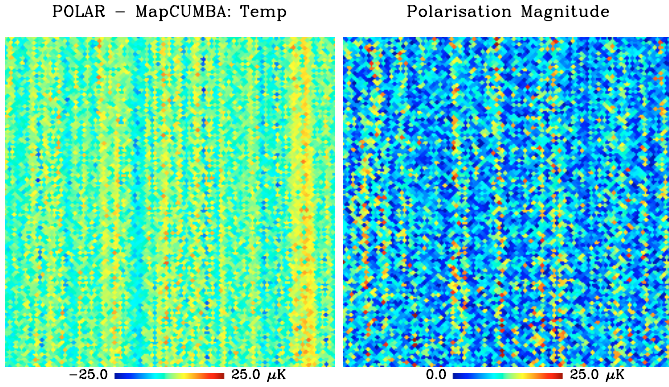 POLAR − MapCUMBA: Temp
Polarisation Magnitude
−25.0 25.0 μK
0.0 25.0 μK